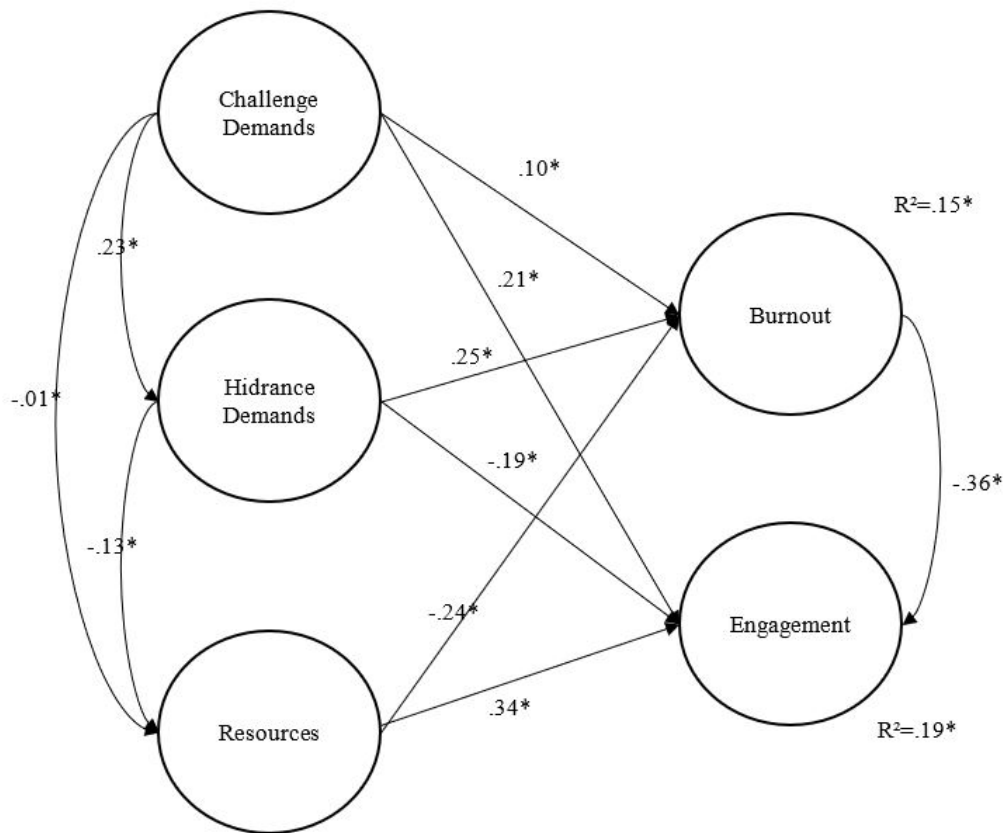 Challenge
Demands
.10*
R²=.15*
.23*
.21*
Burnout
.25*
Hidrance
Demands
-.01*
-.19*
-.36*
-.13*
-.24*
Engagement
.34*
Resources
R²=.19*